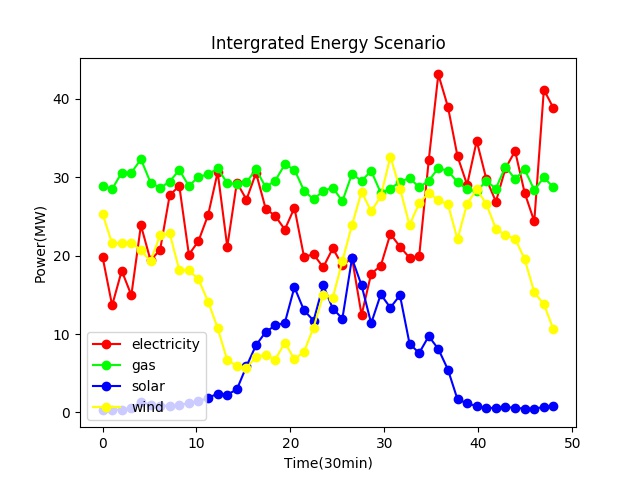 Intergrated Energy Scenario
Power(MW)
40
30
20
10
0
electricity
gas
solar
wind
0 10 20 30 40 50
Time(30min)